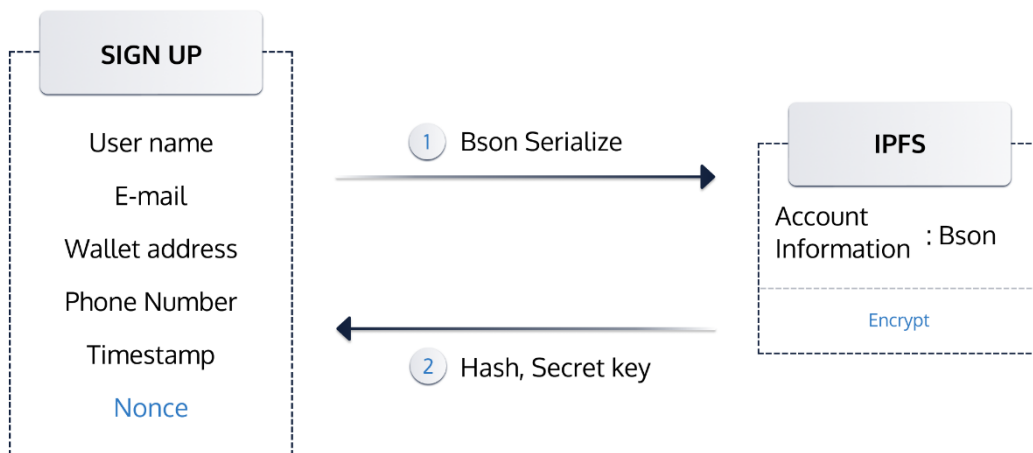 SIGN UP
User name
E-mail
Wallet address
Phone Number
Timestamp
Nonce
1 Bson Serialize
2 Hash, Secret key
IPFS
Account
Information : Bson
Encrypt